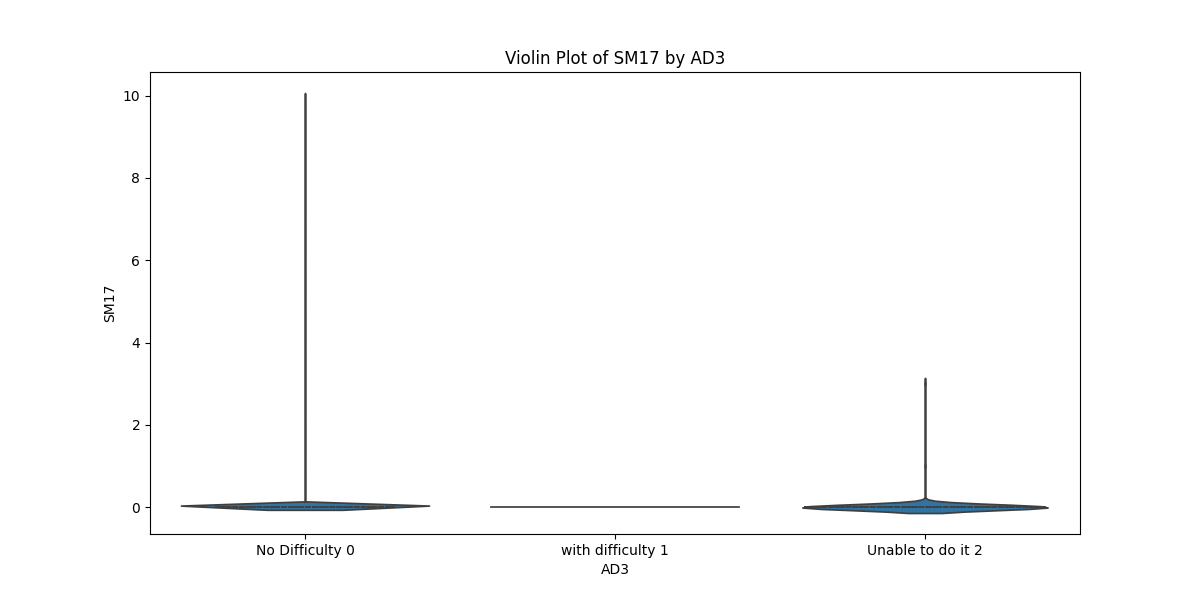 Violin Plot of SM17 by AD3
10
8
6
4
2
0
SM17
No Difficulty 0
with difficulty 1
Unable to do it 2
AD3